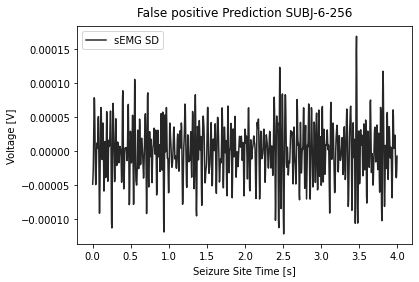 False positive Prediction SUBJ-6-256
sEMG SD
Voltage [V]
0.00015
0.00010
0.00005
0.00000
−0.00005
−0.00010
0.0 0.5 1.0 1.5 2.0 2.5 3.0 3.5 4.0
Seizure Site Time [s]